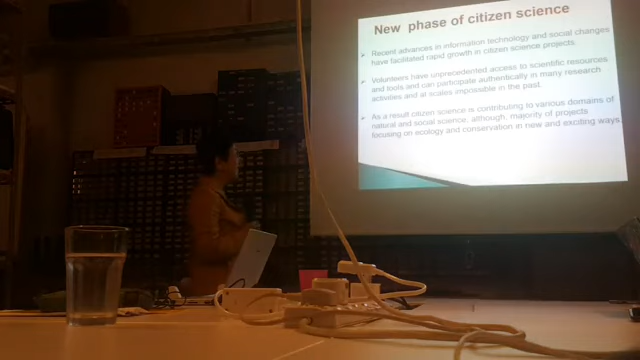 New phase of citizen science
Recent advances in information technology and social changes
have facilitated rapid growth in citizen science projects.
Volunteers have unprecedented access to scientific resources
and tools and can participate authentically in many research
activities and at scales impossible in the past.
As a result citizen science is contributing to various domains of
natural and social science, although, majority of projects
focusing on ecology and conservation in new and exciting ways.